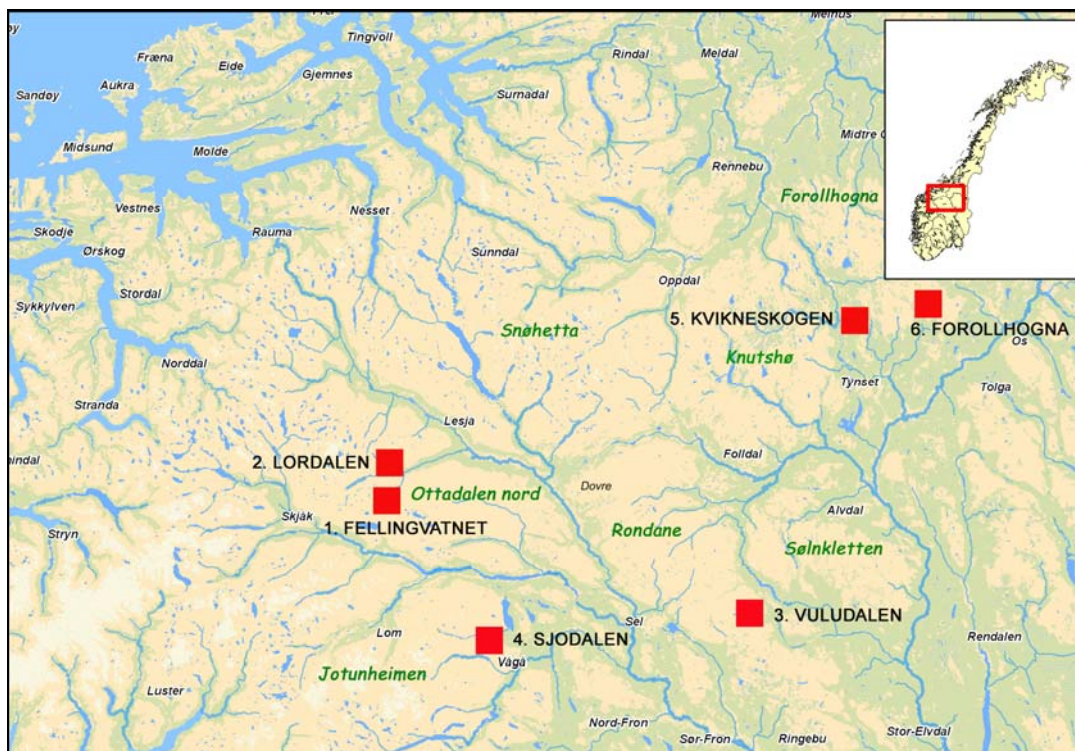 Tingvoll
Melhus
Fræna
Eide
Rindal
Meldal
Aukra
Gjemnes
Sandøy
Surnadal
Midsund
Molde
Rennebu
Vestnes
Nesset
Forollhogna
Skodje
Rauma
Ørskog
Sunndal
Oppdal
Stordal
Sykkylven
5. KVIKNESKOGEN
Snøhetta
6. FOROLLHOGNA
Os
Knutshø
Norddal
Tynset
Tolga
Stranda
Lesja
2. LORDALEN
Folldal
Dovre
Ottadalen nord
Skjåk
1. FELLINGVATNET
Alvdal
Stryn
Rondane
Sølnkletten
3. VULUDALEN
Sel
Lom
4. SJODALEN
Rendalen
Vågå
Jotunheimen
Luster
Nord-Fron
Stor-Elvdal
Sør-Fron
Ringebu